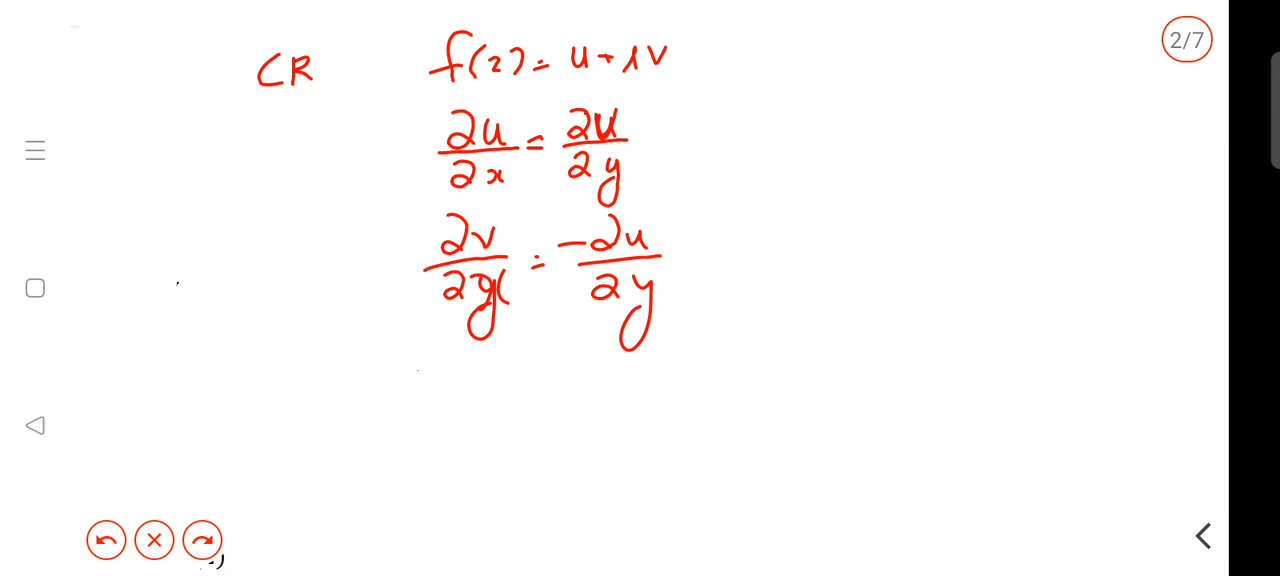 2/7
CR f(z) = u + iv
∂u/∂x = ∂v/∂y
∂v/∂x = -∂u/∂y